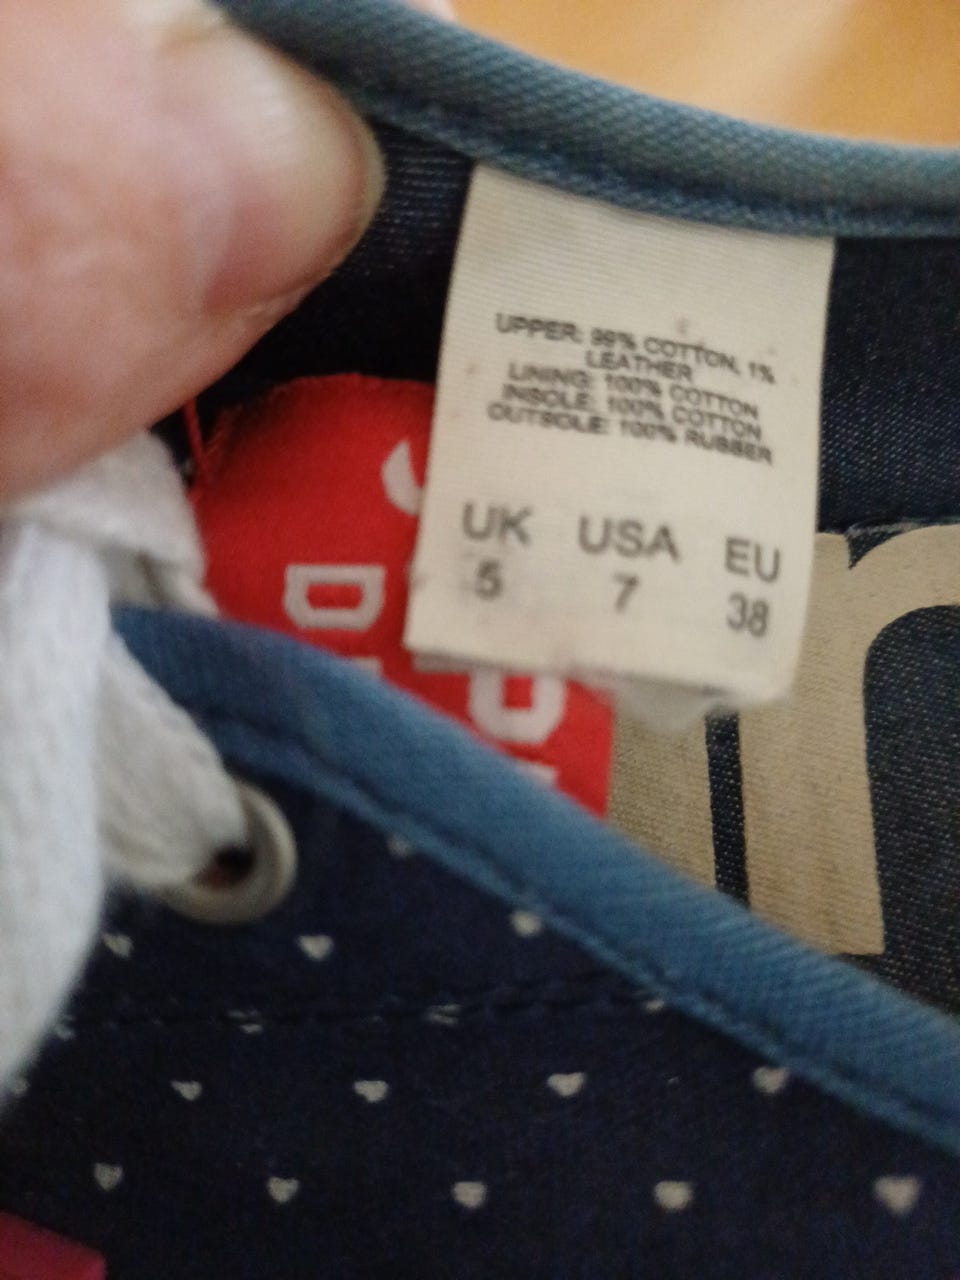 UPPER: 99% COTTON, 1%
LEATHER
LINING: 100% COTTON
INSOLE: 100% COTTON
OUTSOLE: 100% RUBBER
UK USA EU
5 7 38